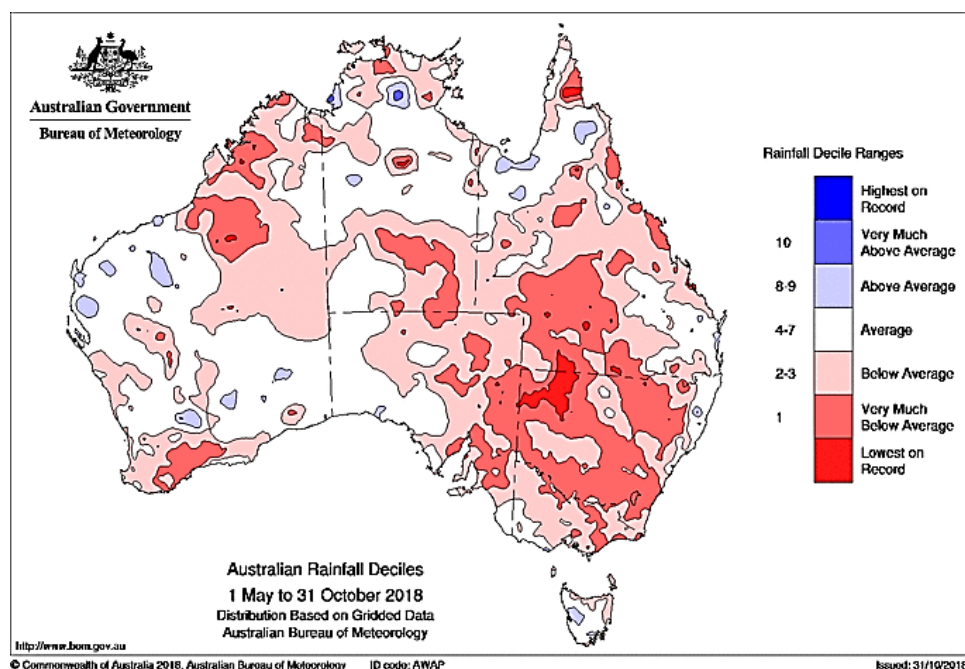 Australian Government
Bureau of Meteorology
Rainfall Decile Ranges
Highest on
Record
10
Very Much
Above Average
8-9
Above Average
4-7
Average
2-3
Below Average
1
Very Much
Below Average
Lowest on
Record
Australian Rainfall Deciles
1 May to 31 October 2018
Distribution Based on Gridded Data
Australian Bureau of Meteorology
http://www.bom.gov.au
© Commonwealth of Australia 2018, Australian Bureau of Meteorology
ID code: AWAP
Issued: 31/10/2018